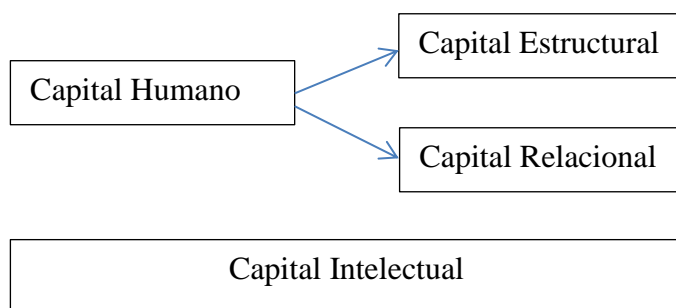 Capital Estructural
Capital Humano
Capital Relacional
Capital Intelectual